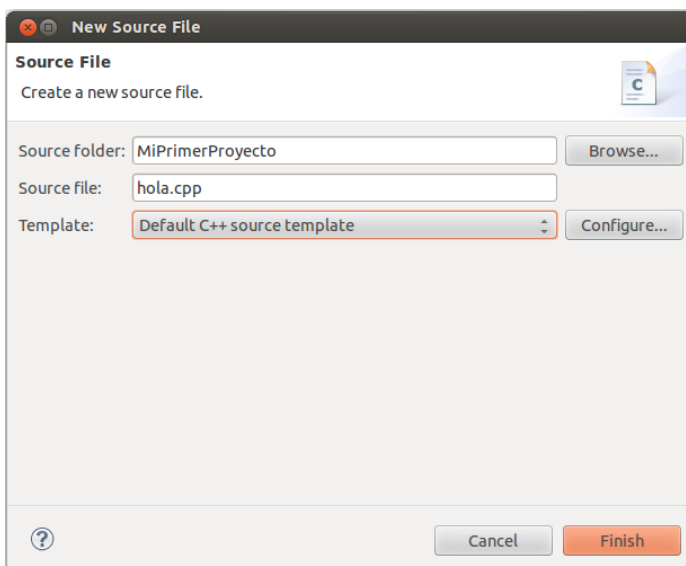 New Source File
Source File
Create a new source file.
C
Source folder: MiPrimerProyecto Browse...
Source file: hola.cpp
Template: Default C++ source template Configure...
? Cancel Finish